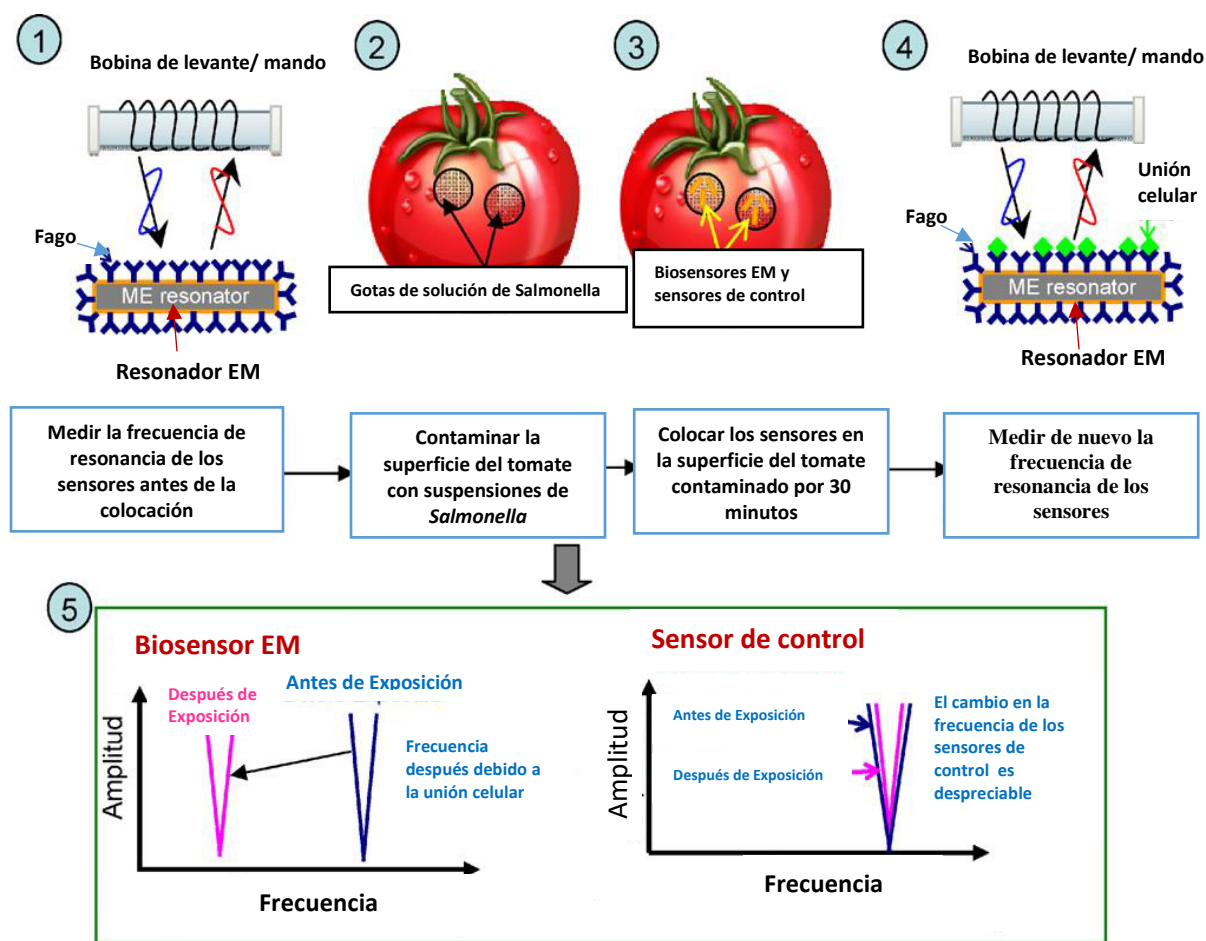 1
Bobina de levante/ mando
Fago
ME resonator
Resonador EM
2
Gotas de solución de Salmonella
3
Biosensores EM y
sensores de control
4
Bobina de levante/ mando
Unión
celular
Fago
ME resonator
Resonador EM
Medir la frecuencia de
resonancia de los
sensores antes de la
colocación
Contaminar la
superficie del tomate
con suspensiones de
Salmonella
Colocar los sensores en
la superficie del tomate
contaminado por 30
minutos
Medir de nuevo la
frecuencia de
resonancia de los
sensores
5
Biosensor EM
Después de
Exposición
Antes de Exposición
Frecuencia
después debido a
la unión celular
Amplitud
Frecuencia
Sensor de control
Antes de Exposición
Después de Exposición
El cambio en la
frecuencia de los
sensores de
control es
despreciable
Amplitud
Frecuencia